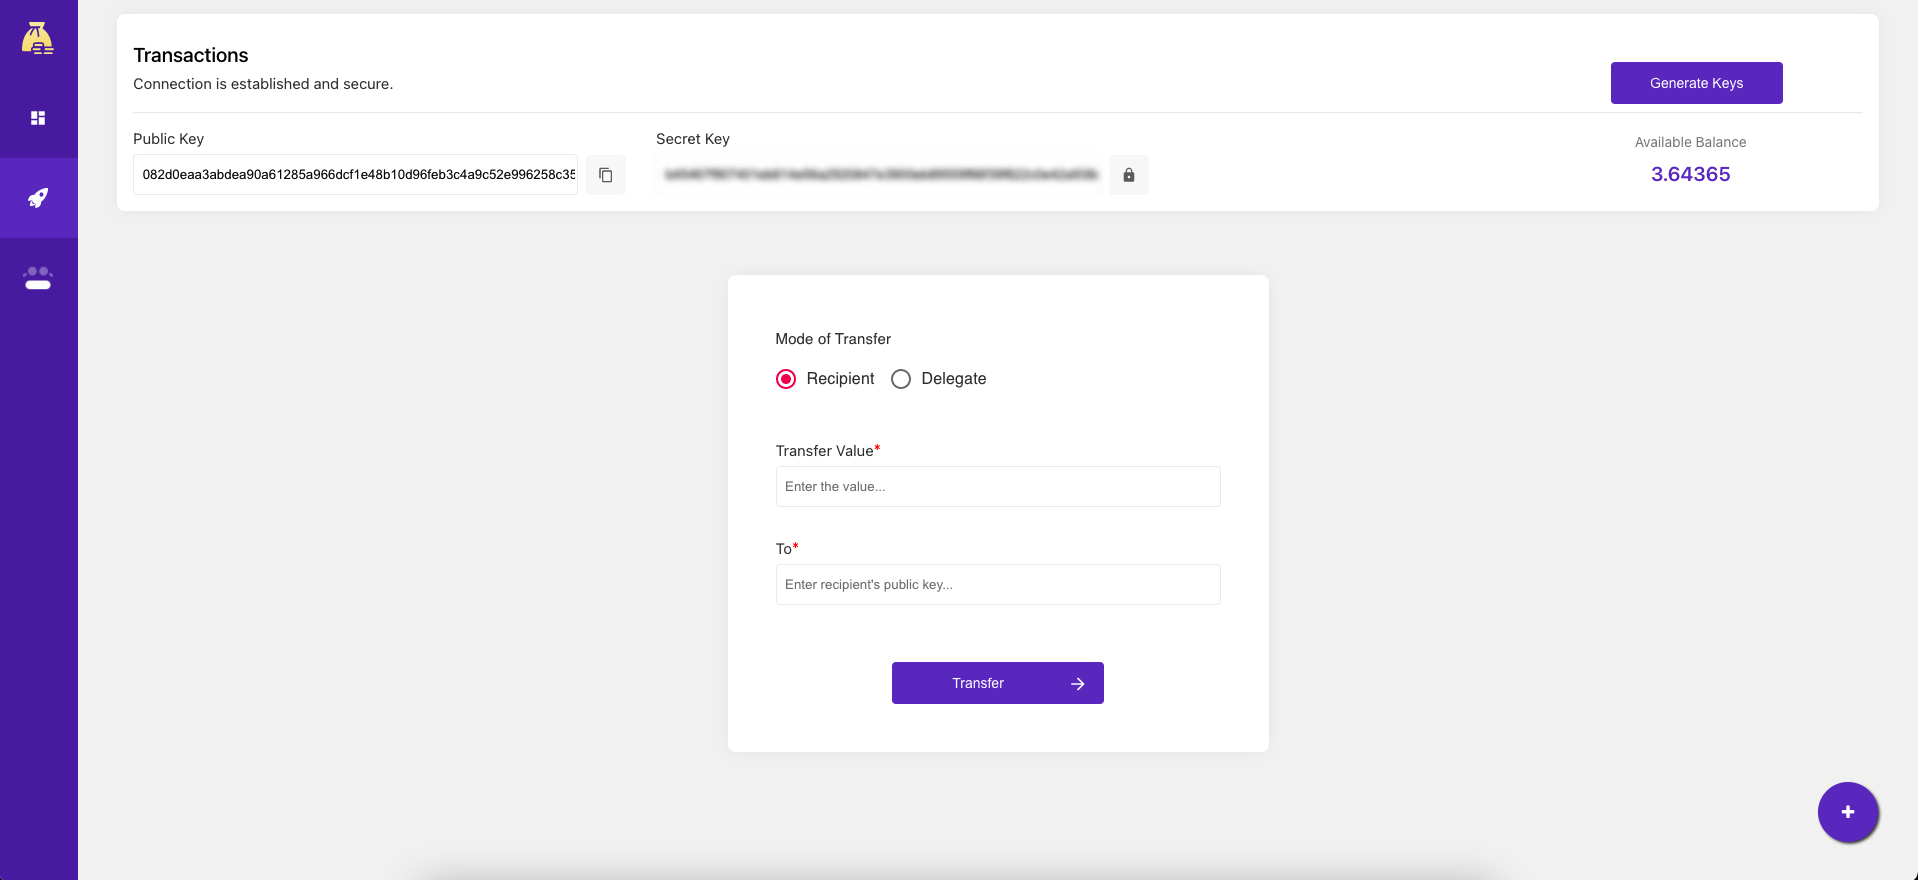 Transactions
Connection is established and secure.
Generate Keys
Public Key
Secret Key
Available Balance
082d0eaa3abdea90a61285a966dcf1e48b10d96feb3c4a9c52e996258c35
3.64365
Mode of Transfer
Recipient Delegate
Transfer Value*
Enter the value...
To*
Enter recipient's public key...
Transfer